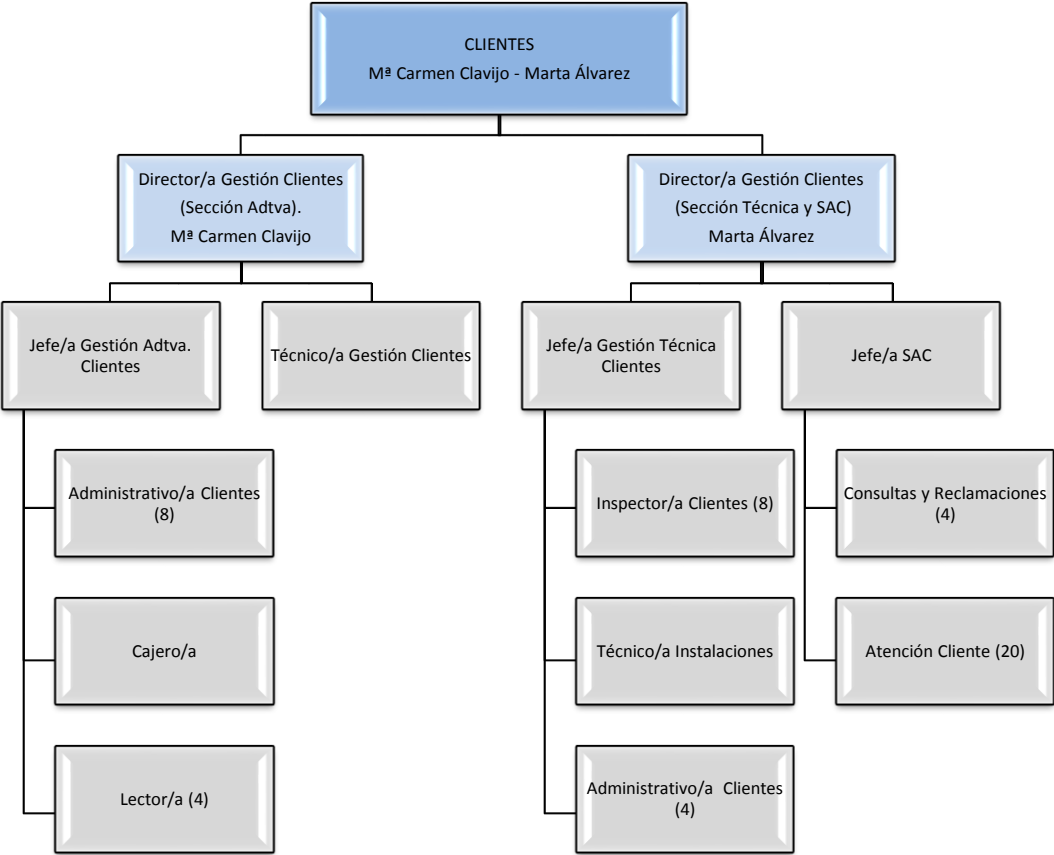 CLIENTES
Mª Carmen Clavijo - Marta Álvarez
Director/a Gestión Clientes
(Sección Adtva).
Mª Carmen Clavijo
Director/a Gestión Clientes
(Sección Técnica y SAC)
Marta Álvarez
Jefe/a Gestión Adtva.
Clientes
Técnico/a Gestión Clientes
Jefe/a Gestión Técnica
Clientes
Jefe/a SAC
Administrativo/a Clientes
(8)
Cajero/a
Lector/a (4)
Inspector/a Clientes (8)
Técnico/a Instalaciones
Administrativo/a Clientes
(4)
Consultas y Reclamaciones
(4)
Atención Cliente (20)